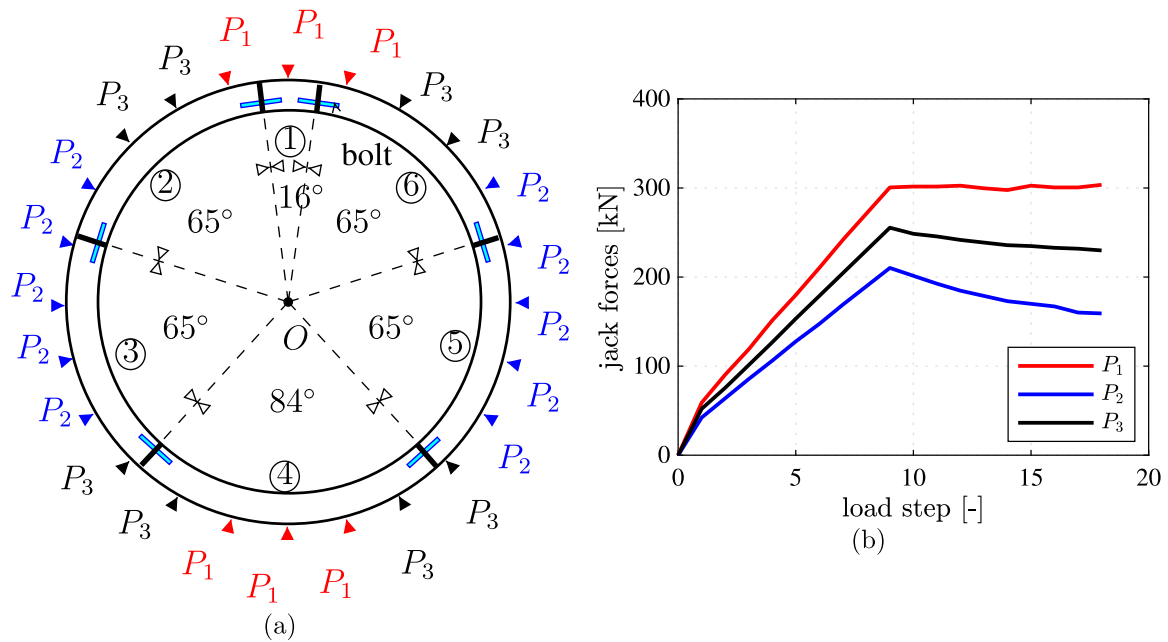 P₁ P₁ P₁
P₃ P₃
P₃ P₃
P₂ P₂
P₂ P₂
P₂ P₂
P₂ P₂
P₂ P₂
P₃ P₃
P₃ P₃
P₁ P₁ P₁
① ② ③ ④ ⑤ ⑥
bolt
16°
65° 65°
65° 65°
84°
O
(a)
jack forces [kN]
400
300
200
100
0
0 5 10 15 20
load step [-]
P₁
P₂
P₃
(b)